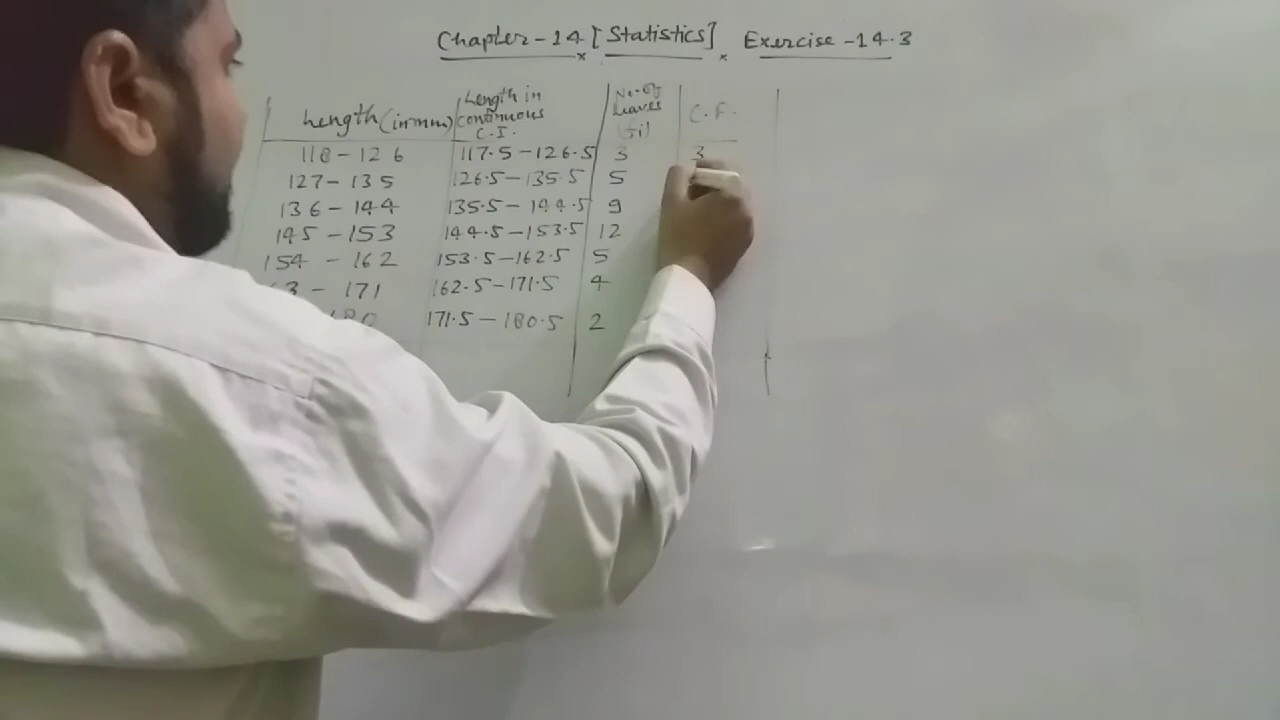 Chapter-14 [Statistics] Exercise-14.3
Length (in mm) Length in continuous C.I. No. of leaves (fi) C.F.
118-126 117.5-126.5 3 3
127-135 126.5-135.5 5
136-144 135.5-144.5 9
145-153 144.5-153.5 12
154-162 153.5-162.5 5
63-171 162.5-171.5 4
180 171.5-180.5 2